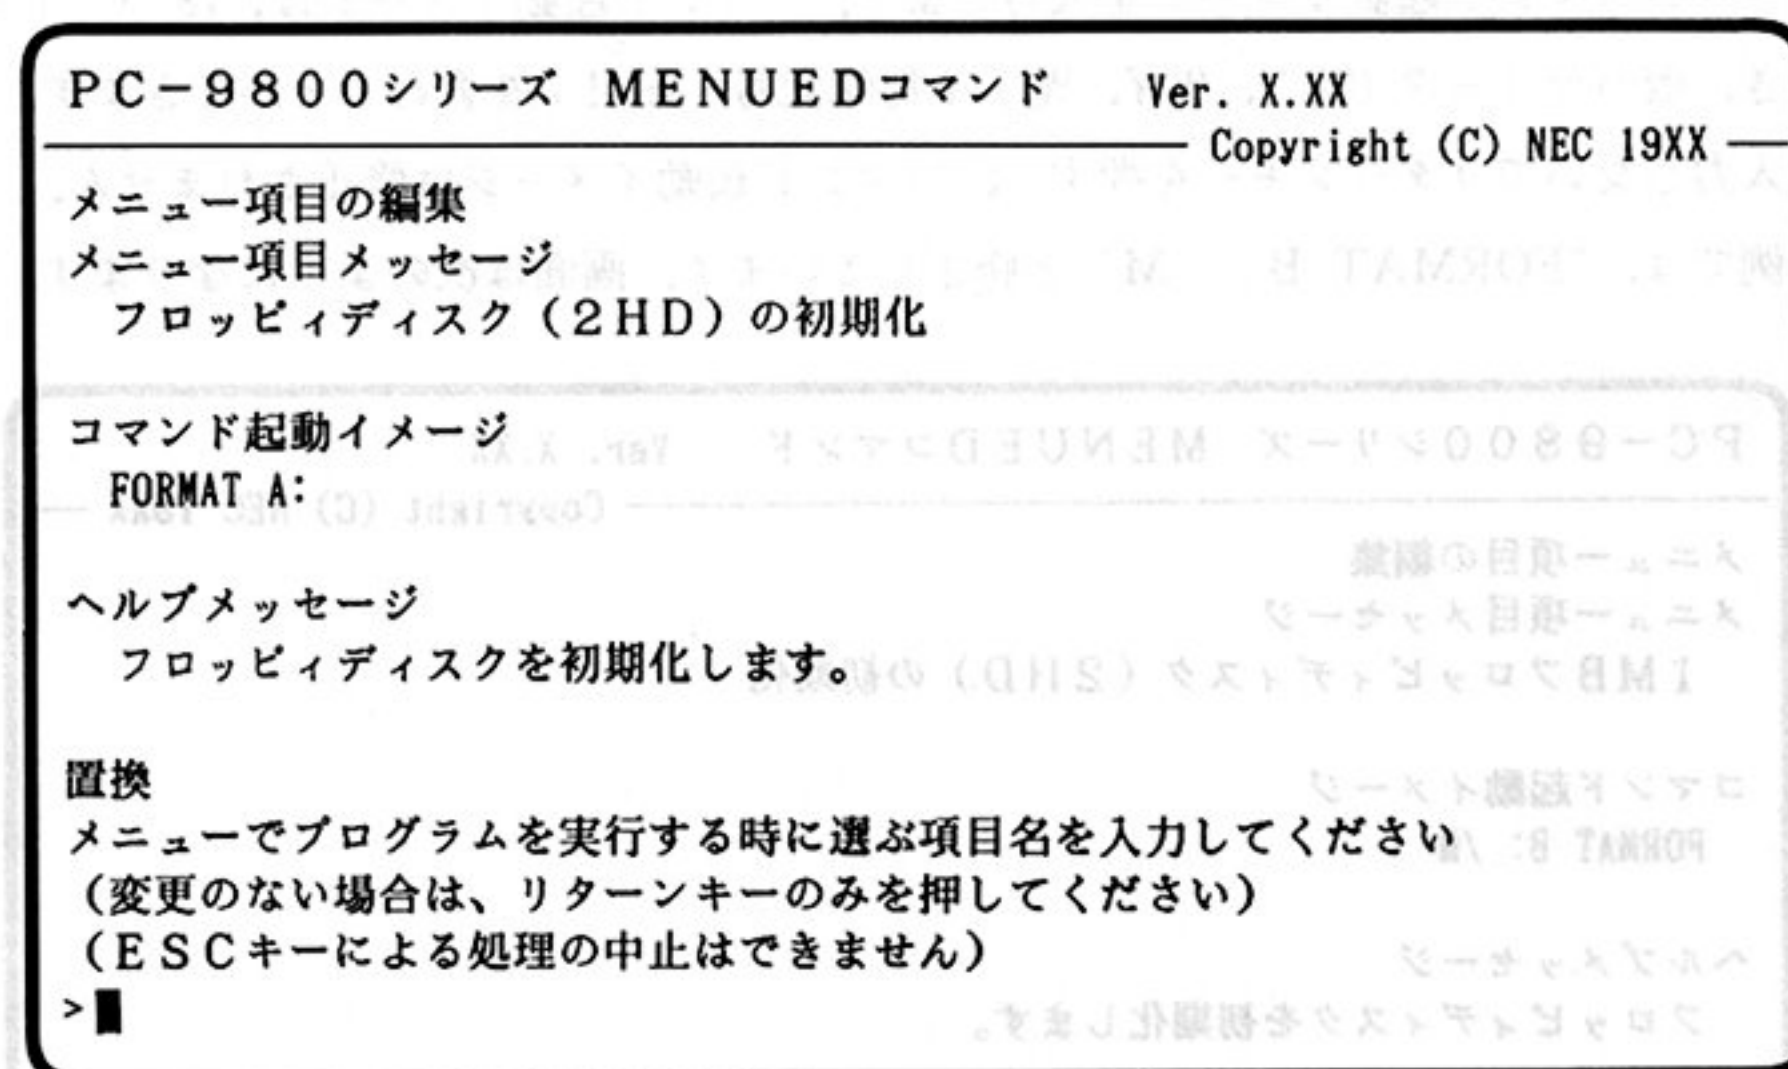 PC-9800シリーズ MENUEDコマンド Ver. X.XX
Copyright (C) NEC 19XX
メニュー項目の編集
メニュー項目メッセージ
フロッピィディスク(2HD)の初期化
コマンド起動イメージ
FORMAT A:
ヘルプメッセージ
フロッピィディスクを初期化します。
置換
メニューでプログラムを実行する時に選ぶ項目名を入力してください
(変更のない場合は、リターンキーのみを押してください)
(ESCキーによる処理の中止はできません)
>